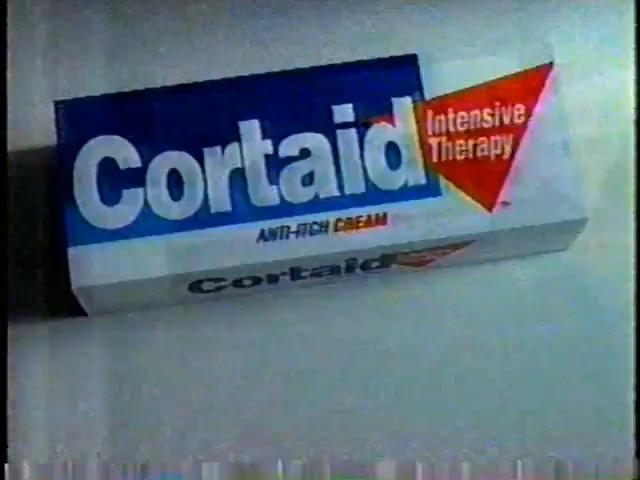 Cortaid
Intensive
Therapy
ANTI-ITCH CREAM
Cortaid